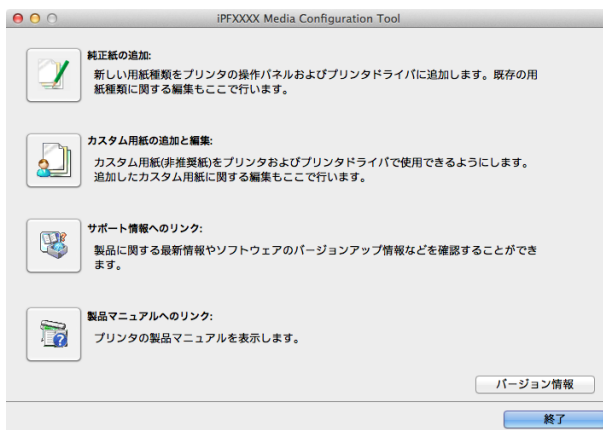 iPFXXXX Media Configuration Tool
純正紙の追加:
新しい用紙種類をプリンタの操作パネルおよびプリンタドライバに追加します。既存の用
紙種類に関する編集もここで行います。
カスタム用紙の追加と編集:
カスタム用紙(非推奨紙)をプリンタおよびプリンタドライバで使用できるようにします。
追加したカスタム用紙に関する編集もここで行います。
サポート情報へのリンク:
製品に関する最新情報やソフトウェアのバージョンアップ情報などを確認することができ
ます。
製品マニュアルへのリンク:
プリンタの製品マニュアルを表示します。
バージョン情報
終了